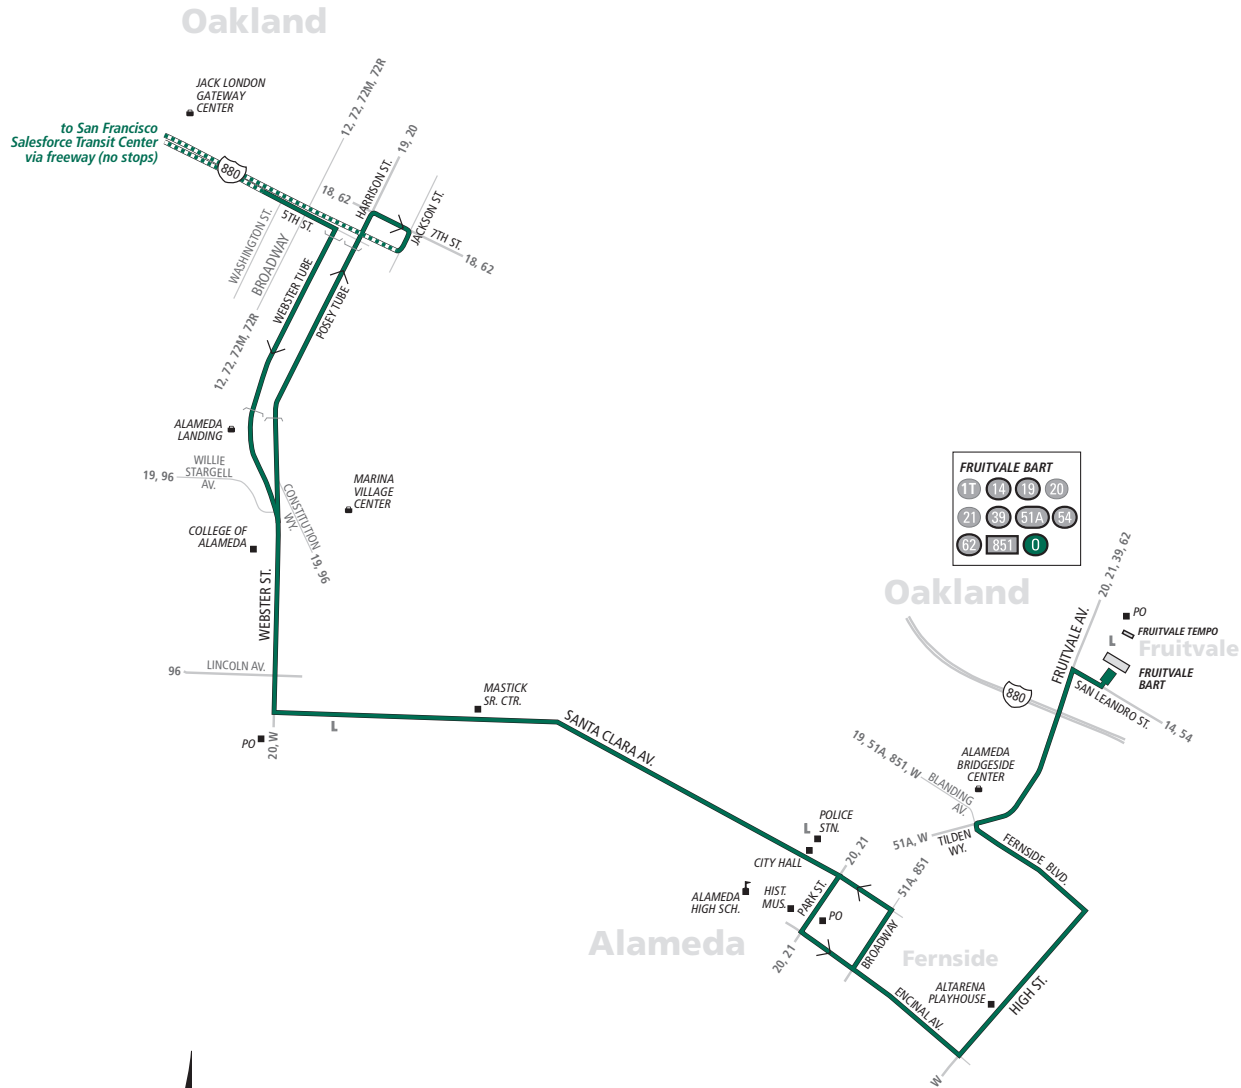 Oakland
JACK LONDON
GATEWAY
CENTER
to San Francisco
Salesforce Transit Center
via freeway (no stops)
880
12, 72, 72M, 72R
19, 20
HARRISON ST.
18, 62
JACKSON ST.
7TH ST.
18, 62
5TH ST.
WASHINGTON ST.
BROADWAY
WEBSTER TUBE
POSEY TUBE
12, 72, 72M, 72R
ALAMEDA
LANDING
WILLIE
STARGELL
AV.
19, 96
MARINA
VILLAGE
CENTER
CONSTITUTION
WY.
19, 96
COLLEGE OF
ALAMEDA
WEBSTER ST.
LINCOLN AV.
96
PO
20, W
L
MASTICK
SR. CTR.
SANTA CLARA AV.
FRUITVALE BART
1T 14 19 20
21 39 51A 54
62 851 O
Oakland
20, 21, 39, 62
FRUITVALE AV.
PO
FRUITVALE TEMPO
L
Fruitvale
FRUITVALE
BART
SAN LEANDRO ST.
14, 54
880
19, 51A, 851, W
ALAMEDA
BRIDGESIDE
CENTER
BLANDING
AV.
51A, W
TILDEN
WY.
FERNSIDE BLVD.
POLICE
STN.
L
CITY HALL
20, 21
51A, 851
ALAMEDA
HIGH SCH.
HIST.
MUS.
PARK ST.
PO
BROADWAY
20, 21
Alameda
Fernside
ENCINAL AV.
ALTARENA
PLAYHOUSE
HIGH ST.
W